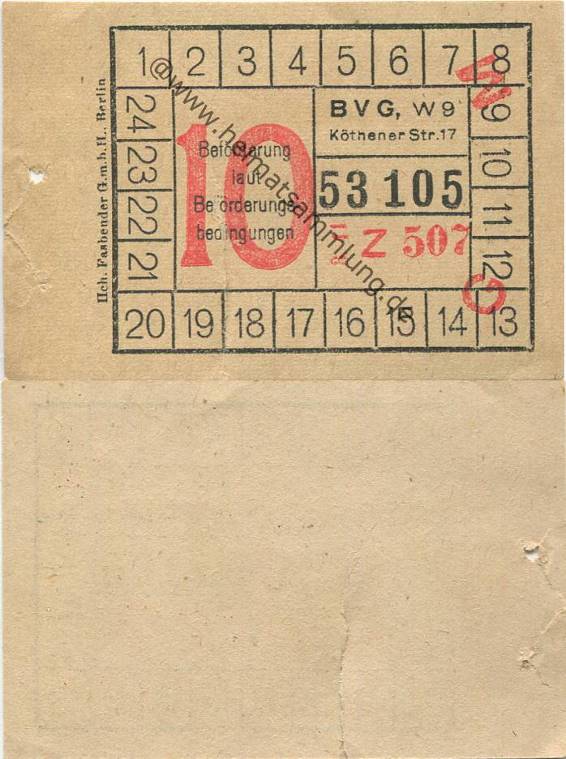 1 2 3 4 5 6 7 8
W
24 23 22 21
10
Beförderung
laut
Beförderungs-
bedingungen
BVG, W9
Köthener Str. 17
53 105
Z 507
9 10 11 12
G
20 19 18 17 16 15 14 13
Hch. Faßbender G.m.b.H., Berlin
@www.heimatsammlung.de